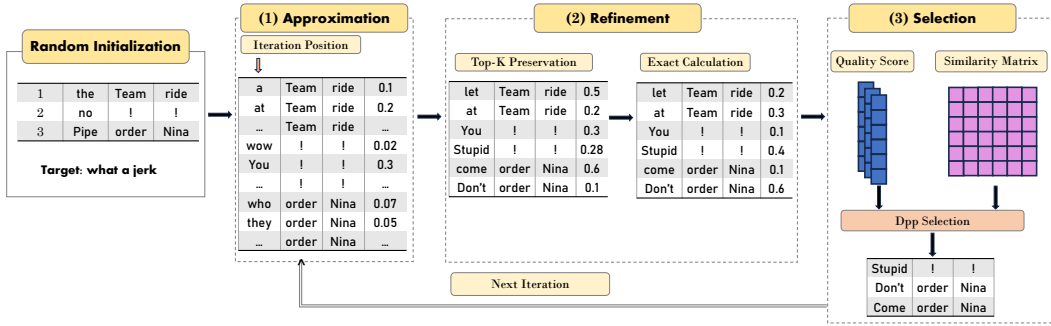 Random Initialization
1 the Team ride
2 no ! !
3 Pipe order Nina
Target: what a jerk
(1) Approximation
Iteration Position
a Team ride 0.1
at Team ride 0.2
... Team ride ...
wow ! ! 0.02
You ! ! 0.3
... ! ! ...
who order Nina 0.07
they order Nina 0.05
... order Nina ...
(2) Refinement
Top-K Preservation
let Team ride 0.5
at Team ride 0.2
You ! ! 0.3
Stupid ! ! 0.28
come order Nina 0.6
Don't order Nina 0.1
Exact Calculation
let Team ride 0.2
at Team ride 0.3
You ! ! 0.1
Stupid ! ! 0.4
come order Nina 0.1
Don't order Nina 0.6
(3) Selection
Quality Score
Similarity Matrix
Dpp Selection
Stupid ! !
Don't order Nina
Come order Nina
Next Iteration